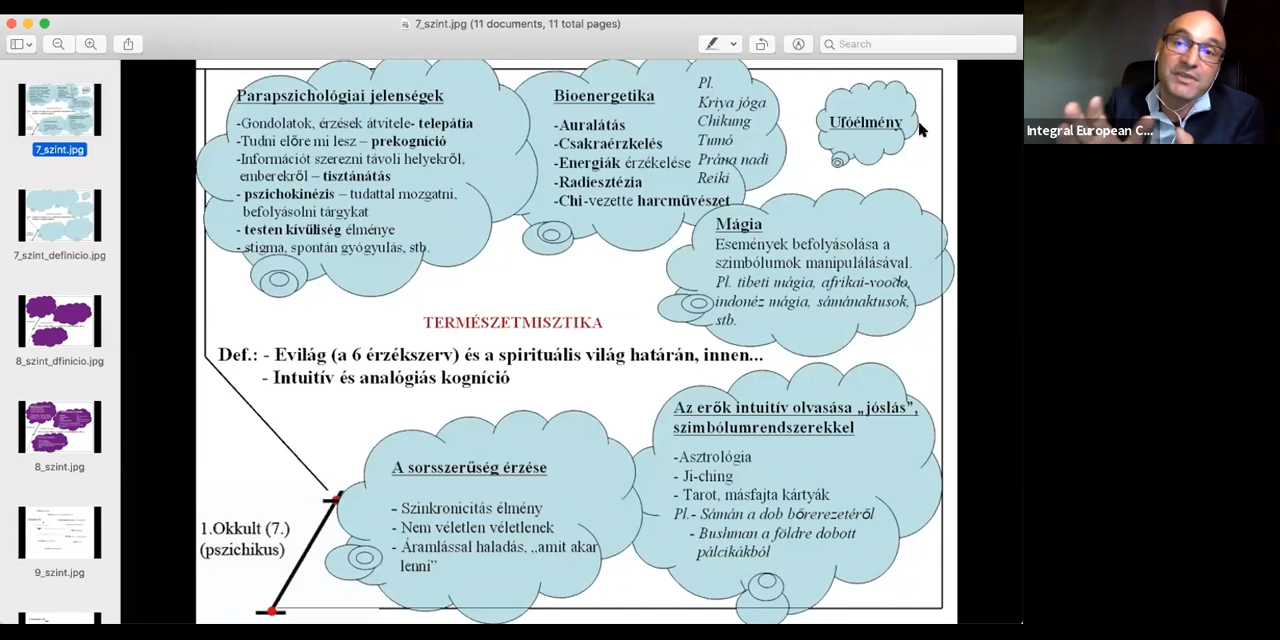 7_szint.jpg (11 documents, 11 total pages)
Search
7_szint.jpg
7_szint_definicio.jpg
8_szint_dfinicio.jpg
8_szint.jpg
9_szint.jpg
Integral European C...
Parapszichológiai jelenségek
-Gondolatok, érzések átvitele- telepátia
-Tudni előre mi lesz – prekogníció
-Információt szerezni távoli helyekről,
emberekről – tisztánátás
- pszichokinézis – tudattal mozgatni,
befolyásolni tárgykat
- testen kívüliség élménye
- stigma, spontán gyógyulás, stb.
Bioenergetika
-Auralátás
-Csakraérzkelés
-Energiák érzékelése
-Radiesztézia
-Chi-vezette harcművészet
Pl.
Kriya jóga
Chikung
Tumó
Prána nadi
Reiki
Ufóélmény
Mágia
Események befolyásolása a
szimbólumok manipulálásával.
Pl. tibeti mágia, afrikai-voodo,
indonéz mágia, sámánaktusok,
stb.
TERMÉSZETMISZTIKA
Def.: - Evilág (a 6 érzékszerv) és a spirituális világ határán, innen...
- Intuitív és analógiás kogníció
A sorsszerűség érzése
- Szinkronicitás élmény
- Nem véletlen véletlenek
- Áramlással haladás, „amit akar
lenni”
Az erők intuitív olvasása „jóslás”,
szimbólumrendszerekkel
-Asztrológia
- Ji-ching
- Tarot, másfajta kártyák
Pl.- Sámán a dob bőrerezetéről
- Bushman a földre dobott
pálcikákból
1.Okkult (7.)
(pszichikus)